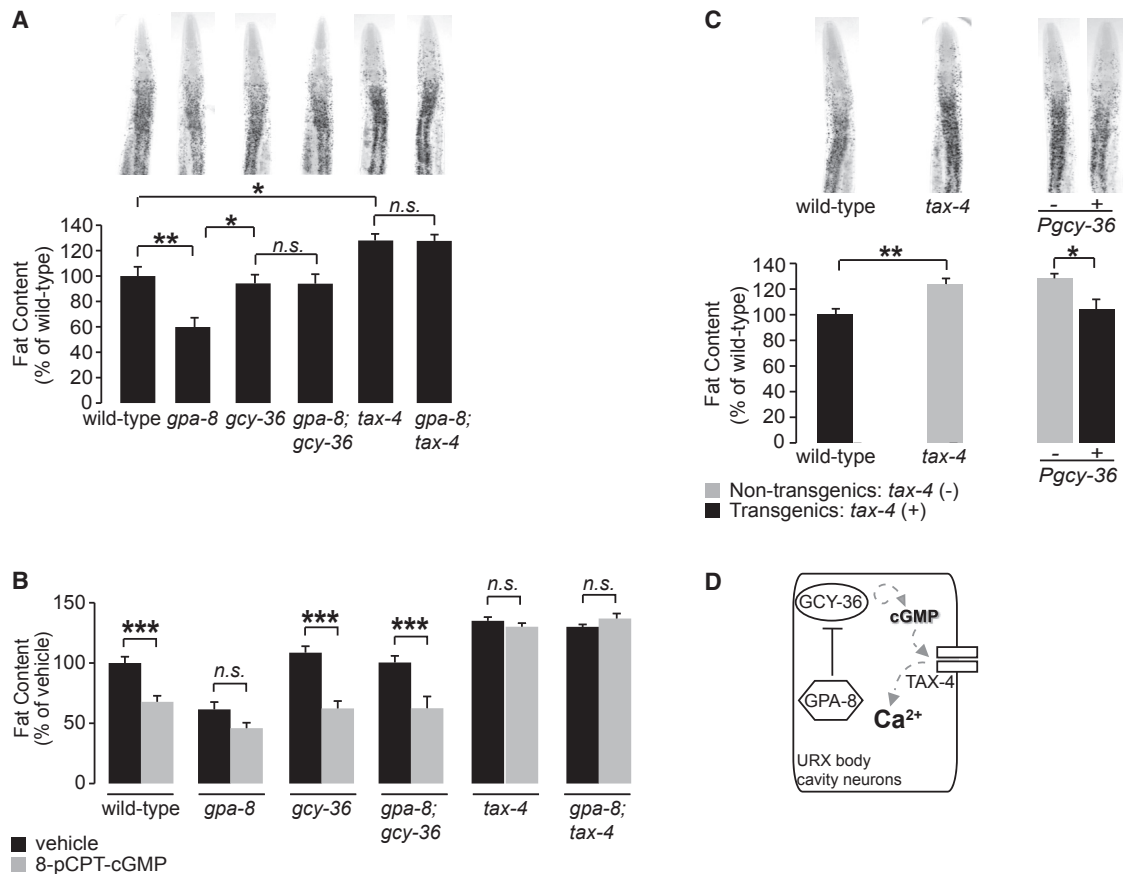 A
*
n.s.
*
**
n.s.
Fat Content
(% of wild-type)
140
120
100
80
60
40
20
0
wild-type gpa-8 gcy-36 gpa-8; gcy-36 tax-4 gpa-8; tax-4
B
Fat Content
(% of vehicle)
150
100
50
0
***
n.s.
***
***
n.s.
n.s.
wild-type gpa-8 gcy-36 gpa-8; gcy-36 tax-4 gpa-8; tax-4
vehicle
8-pCPT-cGMP
C
wild-type tax-4 - +
Pgcy-36
**
*
Fat Content
(% of wild-type)
140
120
100
80
60
40
20
0
wild-type tax-4 - +
Pgcy-36
Non-transgenics: tax-4 (-)
Transgenics: tax-4 (+)
D
GCY-36
cGMP
TAX-4
GPA-8
Ca2+
URX body
cavity neurons